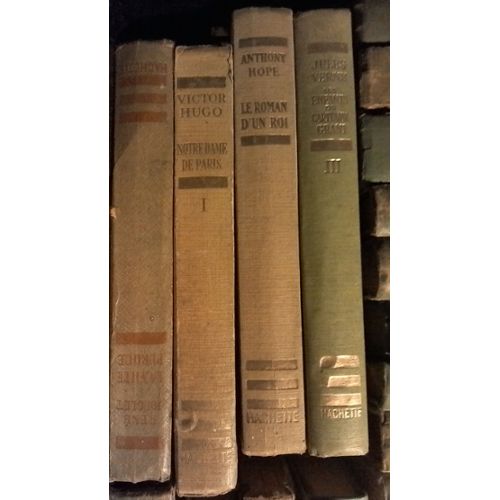 HACHETTE
VICTOR
HUGO
NOTRE-DAME
DE PARIS
I
ANTHONY
HOPE
LE ROMAN
D'UN ROI
HACHETTE
JULES
VERNE
LES
ENFANTS
DU
CAPITAINE
GRANT
III
HACHETTE